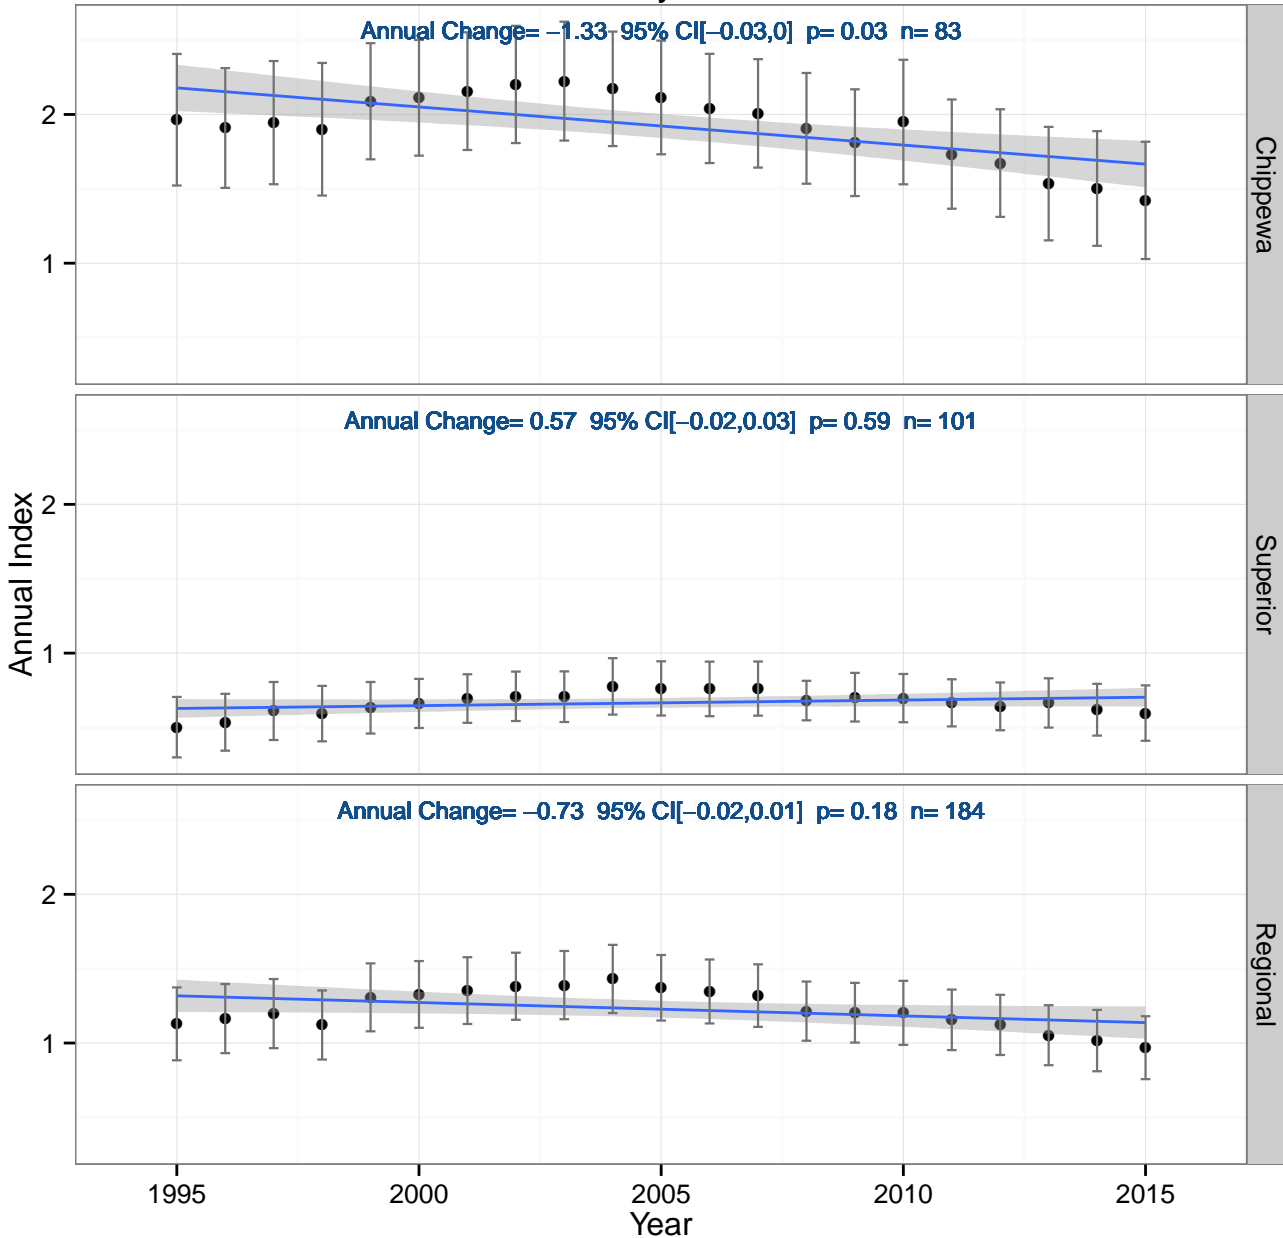 Annual Change= −1.33 95% CI[−0.03,0] p= 0.03 n= 83
2
1
Chippewa
Annual Change= 0.57 95% CI[−0.02,0.03] p= 0.59 n= 101
2
1
Superior
Annual Index
Annual Change= −0.73 95% CI[−0.02,0.01] p= 0.18 n= 184
2
1
Regional
1995 2000 2005 2010 2015
Year